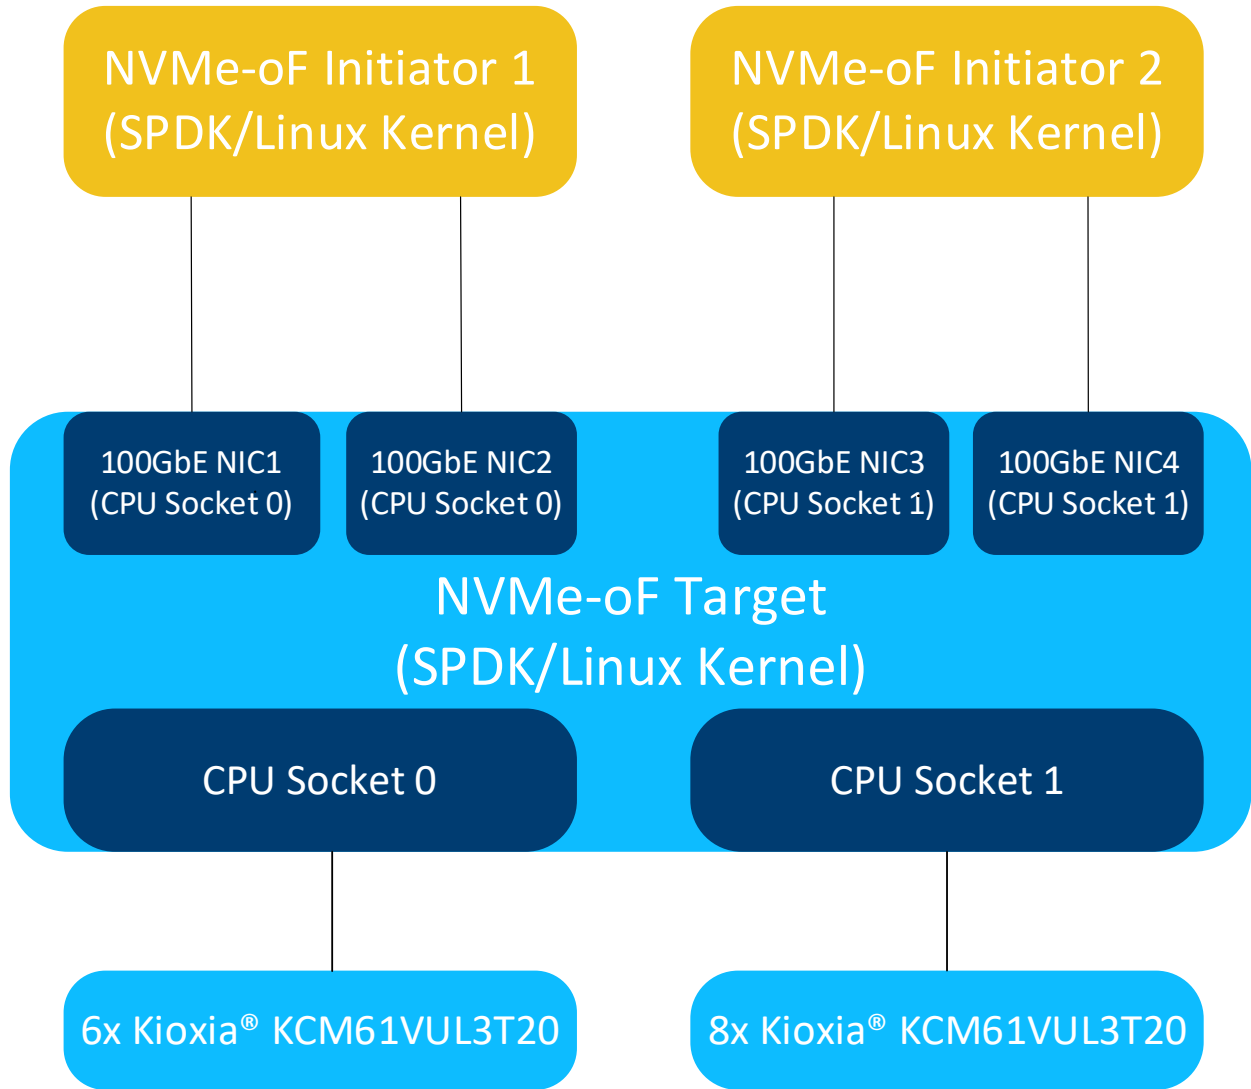 NVMe-oF Initiator 1
(SPDK/Linux Kernel)
NVMe-oF Initiator 2
(SPDK/Linux Kernel)
100GbE NIC1
(CPU Socket 0)
100GbE NIC2
(CPU Socket 0)
100GbE NIC3
(CPU Socket 1)
100GbE NIC4
(CPU Socket 1)
NVMe-oF Target
(SPDK/Linux Kernel)
CPU Socket 0
CPU Socket 1
6x Kioxia® KCM61VUL3T20
8x Kioxia® KCM61VUL3T20